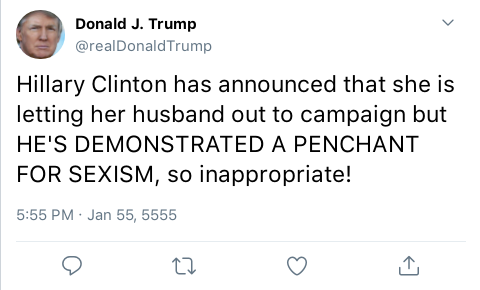 Donald J. Trump
@realDonaldTrump
Hillary Clinton has announced that she is
letting her husband out to campaign but
HE'S DEMONSTRATED A PENCHANT
FOR SEXISM, so inappropriate!
5:55 PM · Jan 55, 5555